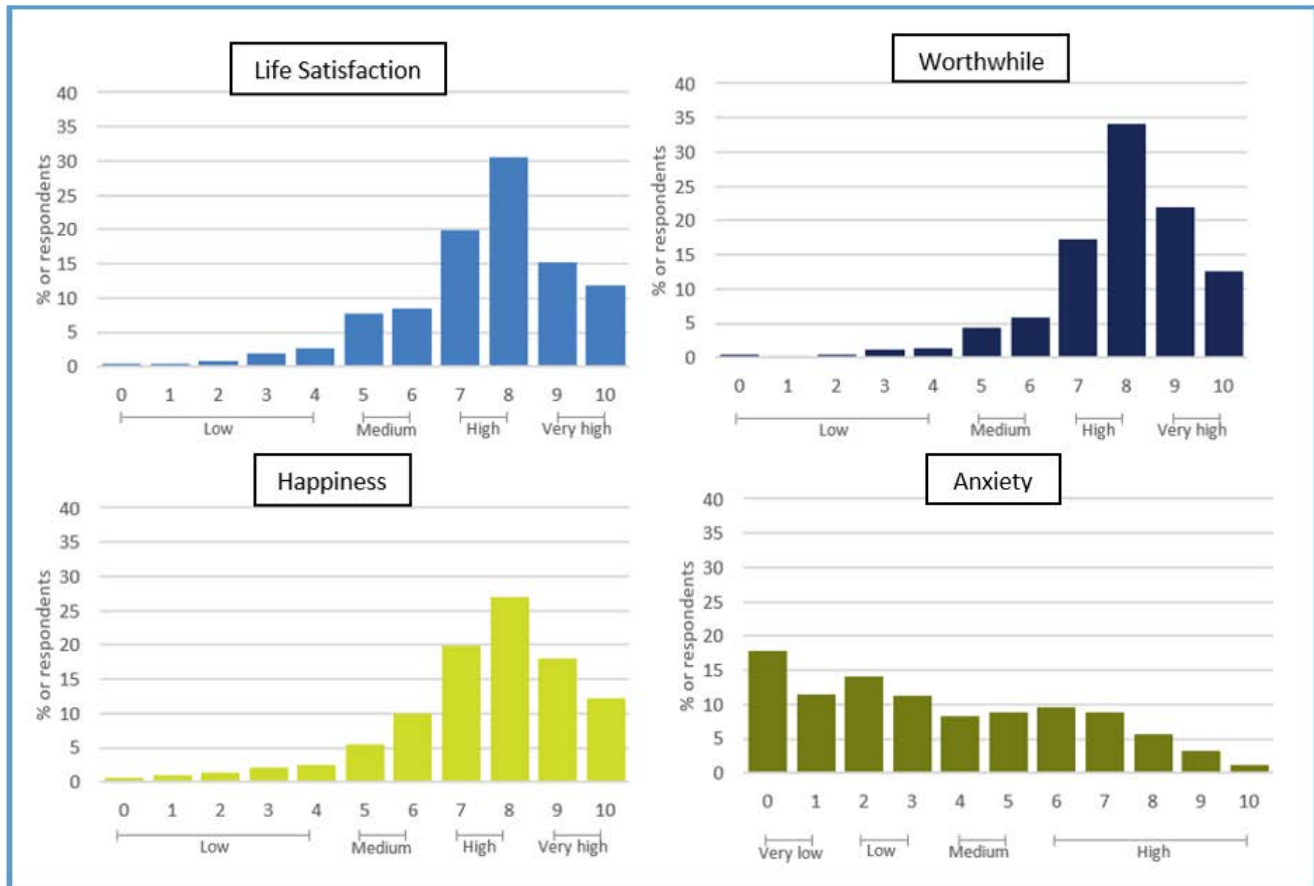 Life Satisfaction
% or respondents
40
35
30
25
20
15
10
5
0
0 1 2 3 4 5 6 7 8 9 10
Low Medium High Very high
Worthwhile
% or respondents
40
35
30
25
20
15
10
5
0
0 1 2 3 4 5 6 7 8 9 10
Low Medium High Very high
Happiness
% or respondents
40
35
30
25
20
15
10
5
0
0 1 2 3 4 5 6 7 8 9 10
Low Medium High Very high
Anxiety
% or respondents
40
35
30
25
20
15
10
5
0
0 1 2 3 4 5 6 7 8 9 10
Very low Low Medium High